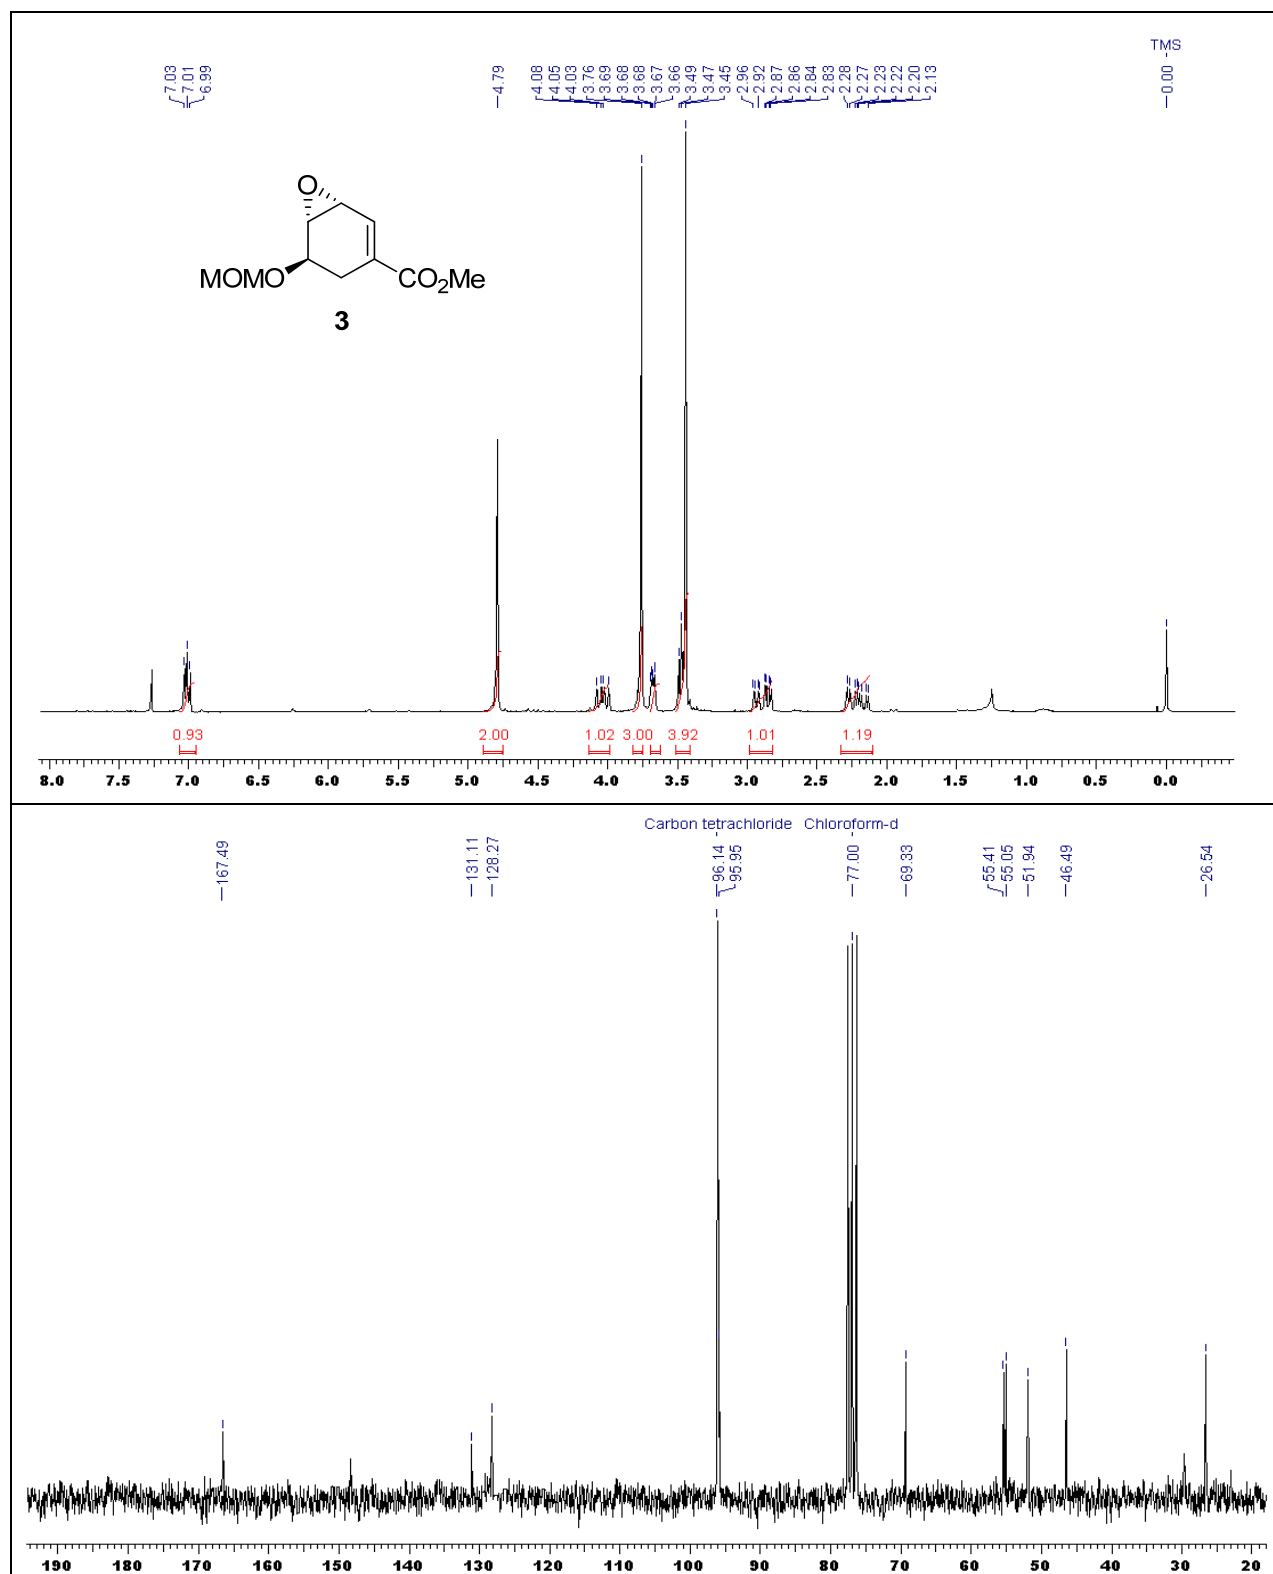 TMS
7.03 7.01 6.99 4.79 4.08 4.05 4.03 3.76 3.69 3.68 3.68 3.67 3.66 3.49 3.47 3.45 2.96 2.92 2.87 2.86 2.84 2.83 2.28 2.27 2.23 2.22 2.20 2.13 0.00
O
MOMO
CO2Me
3
0.93 2.00 1.02 3.00 3.92 1.01 1.19
8.0 7.5 7.0 6.5 6.0 5.5 5.0 4.5 4.0 3.5 3.0 2.5 2.0 1.5 1.0 0.5 0.0
Carbon tetrachloride Chloroform-d
167.49 131.11 128.27 96.14 95.95 77.00 69.33 55.41 55.05 51.94 46.49 26.54
190 180 170 160 150 140 130 120 110 100 90 80 70 60 50 40 30 20